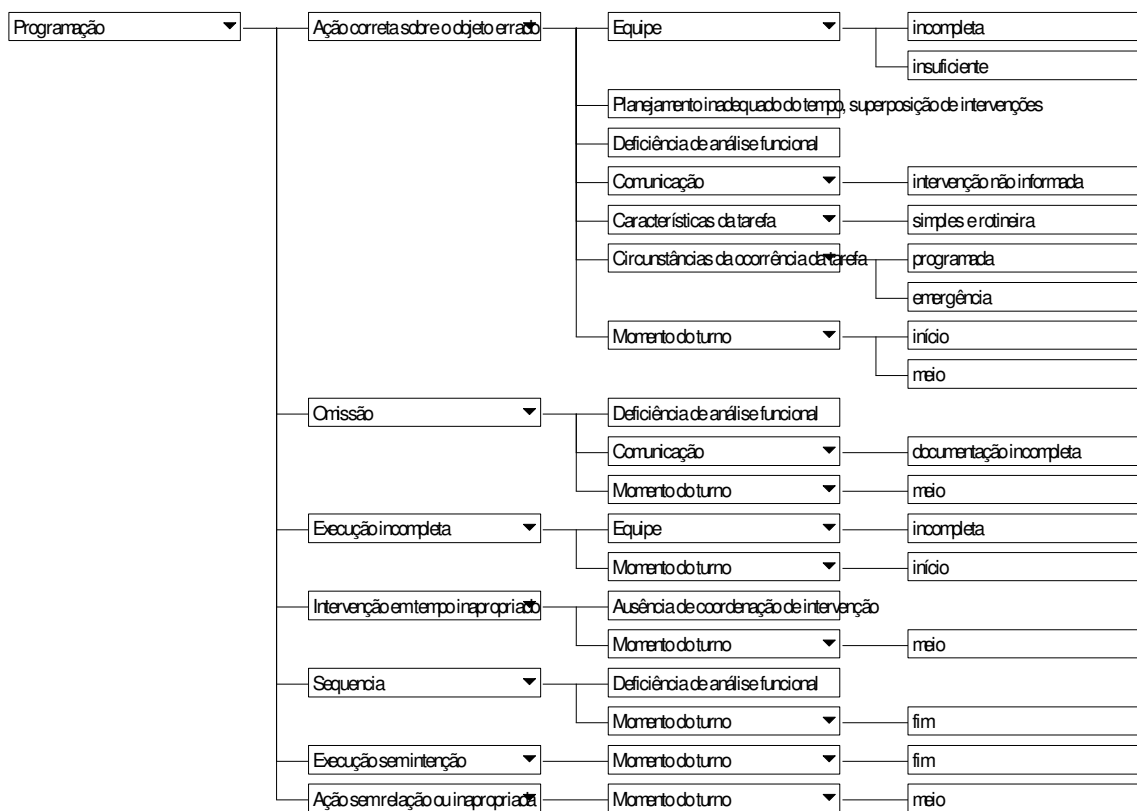 Programação
Ação correta sobre o objeto errado
Equipe
incompleta
insuficiente
Planejamento inadequado do tempo, superposição de intervenções
Deficiência de análise funcional
Comunicação
intervenção não informada
Características da tarefa
simples e rotineira
Circunstâncias da ocorrência da tarefa
programada
emergência
Momento do turno
início
meio
Omissão
Deficiência de análise funcional
Comunicação
documentação incompleta
Momento do turno
meio
Execução incompleta
Equipe
incompleta
Momento do turno
início
Intervenção em tempo inapropriado
Ausência de coordenação de intervenção
Momento do turno
meio
Sequencia
Deficiência de análise funcional
Momento do turno
fim
Execução sem intenção
Momento do turno
fim
Ação sem relação ou inapropriada
Momento do turno
meio